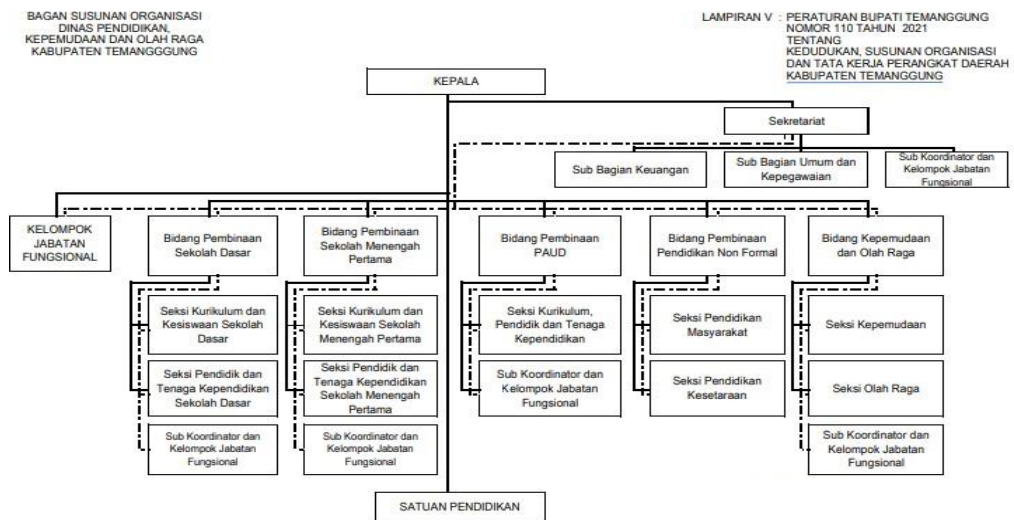 BAGAN SUSUNAN ORGANISASI
DINAS PENDIDIKAN,
KEPEMUDAAN DAN OLAH RAGA
KABUPATEN TEMANGGGUNG
LAMPIRAN V : PERATURAN BUPATI TEMANGGUNG
NOMOR 110 TAHUN 2021
TENTANG
KEDUDUKAN, SUSUNAN ORGANISASI
DAN TATA KERJA PERANGKAT DAERAH
KABUPATEN TEMANGGUNG
KEPALA
Sekretariat
Sub Bagian Keuangan
Sub Bagian Umum dan
Kepegawaian
Sub Koordinator dan
Kelompok Jabatan
Fungsional
KELOMPOK
JABATAN
FUNGSIONAL
Bidang Pembinaan
Sekolah Dasar
Bidang Pembinaan
Sekolah Menengah
Pertama
Bidang Pembinaan
PAUD
Bidang Pembinaan
Pendidikan Non Formal
Bidang Kepemudaan
dan Olah Raga
Seksi Kurikulum dan
Kesiswaan Sekolah
Dasar
Seksi Kurikulum dan
Kesiswaan Sekolah
Menengah Pertama
Seksi Kurikulum,
Pendidik dan Tenaga
Kependidikan
Seksi Pendidikan
Masyarakat
Seksi Kepemudaan
Seksi Pendidik dan
Tenaga Kependidikan
Sekolah Dasar
Seksi Pendidik dan
Tenaga Kependidikan
Sekolah Menengah
Pertama
Sub Koordinator dan
Kelompok Jabatan
Fungsional
Seksi Pendidikan
Kesetaraan
Seksi Olah Raga
Sub Koordinator dan
Kelompok Jabatan
Fungsional
Sub Koordinator dan
Kelompok Jabatan
Fungsional
Sub Koordinator dan
Kelompok Jabatan
Fungsional
SATUAN PENDIDIKAN